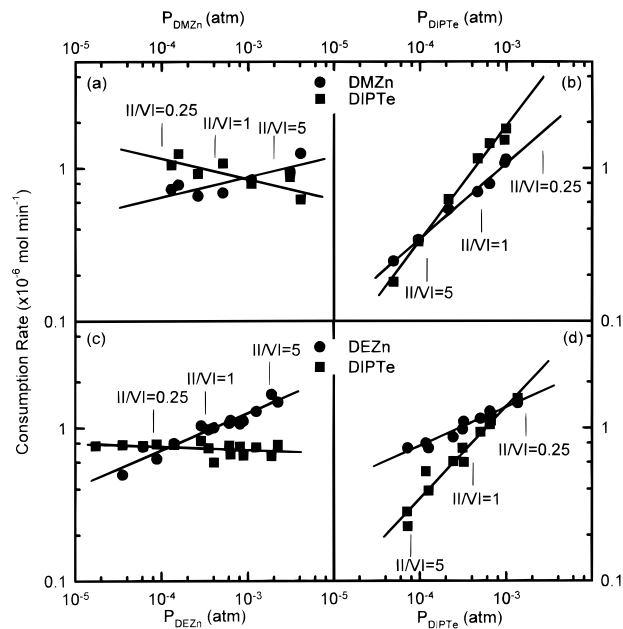 P_DMZn (atm)
P_DIPTe (atm)
10^-5 10^-4 10^-3 10^-5 10^-4 10^-3 10^-2
(a)
DMZn
DIPTe
(b)
II/VI=0.25
II/VI=1
II/VI=5
1
1
II/VI=0.25
II/VI=1
II/VI=5
0.1
0.1
Consumption Rate (x10^-6 mol min^-1)
(c)
DEZn
DIPTe
(d)
II/VI=5
II/VI=1
II/VI=0.25
1
1
II/VI=0.25
II/VI=1
II/VI=5
0.1
0.1
10^-5 10^-4 10^-3 10^-5 10^-4 10^-3 10^-2
P_DEZn (atm)
P_DIPTe (atm)